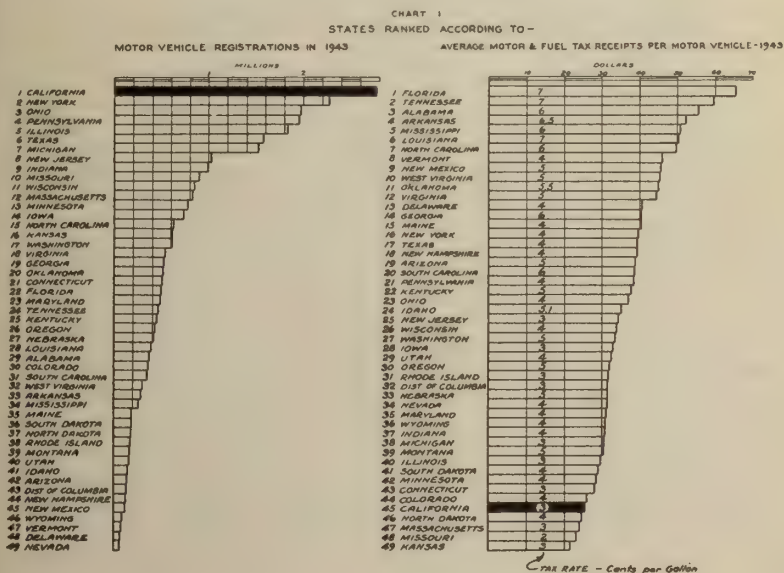 CHART 1
STATES RANKED ACCORDING TO-
MOTOR VEHICLE REGISTRATIONS IN 1943
MILLIONS
1 2
1 CALIFORNIA
2 NEW YORK
3 OHIO
4 PENNSYLVANIA
5 ILLINOIS
6 TEXAS
7 MICHIGAN
8 NEW JERSEY
9 INDIANA
10 MISSOURI
11 WISCONSIN
12 MASSACHUSETTS
13 MINNESOTA
14 IOWA
15 NORTH CAROLINA
16 KANSAS
17 WASHINGTON
18 VIRGINIA
19 GEORGIA
20 OKLAHOMA
21 CONNECTICUT
22 FLORIDA
23 MARYLAND
24 TENNESSEE
25 KENTUCKY
26 OREGON
27 NEBRASKA
28 LOUISIANA
29 ALABAMA
30 COLORADO
31 SOUTH CAROLINA
32 WEST VIRGINIA
33 ARKANSAS
34 MISSISSIPPI
35 MAINE
36 SOUTH DAKOTA
37 NORTH DAKOTA
38 RHODE ISLAND
39 MONTANA
40 UTAH
41 IDAHO
42 ARIZONA
43 DIST OF COLUMBIA
44 NEW HAMPSHIRE
45 NEW MEXICO
46 WYOMING
47 VERMONT
48 DELAWARE
49 NEVADA
AVERAGE MOTOR & FUEL TAX RECEIPTS PER MOTOR VEHICLE-1943
DOLLARS
10 20 30 40 50 60 70
1 FLORIDA 7
2 TENNESSEE 7
3 ALABAMA 6
4 ARKANSAS 6.5
5 MISSISSIPPI 6
6 LOUISIANA 7
7 NORTH CAROLINA 6
8 VERMONT 4
9 NEW MEXICO 5
10 WEST VIRGINIA 5
11 OKLAHOMA 5.5
12 VIRGINIA 5
13 DELAWARE 4
14 GEORGIA 6
15 MAINE 4
16 NEW YORK 4
17 TEXAS 4
18 NEW HAMPSHIRE 4
19 ARIZONA 5
20 SOUTH CAROLINA 6
21 PENNSYLVANIA 4
22 KENTUCKY 5
23 OHIO 4
24 IDAHO 5.1
25 NEW JERSEY 3
26 WISCONSIN 4
27 WASHINGTON 5
28 IOWA 3
29 UTAH 4
30 OREGON 5
31 RHODE ISLAND 3
32 DIST OF COLUMBIA 3
33 NEBRASKA 5
34 NEVADA 4
35 MARYLAND 4
36 WYOMING 4
37 INDIANA 4
38 MICHIGAN 3
39 MONTANA 5
40 ILLINOIS 3
41 SOUTH DAKOTA 4
42 MINNESOTA 4
43 CONNECTICUT 3
44 COLORADO 4
45 CALIFORNIA 3
46 NORTH DAKOTA 4
47 MASSACHUSETTS 3
48 MISSOURI 2
49 KANSAS 3
TAX RATE - Cents per Gallon